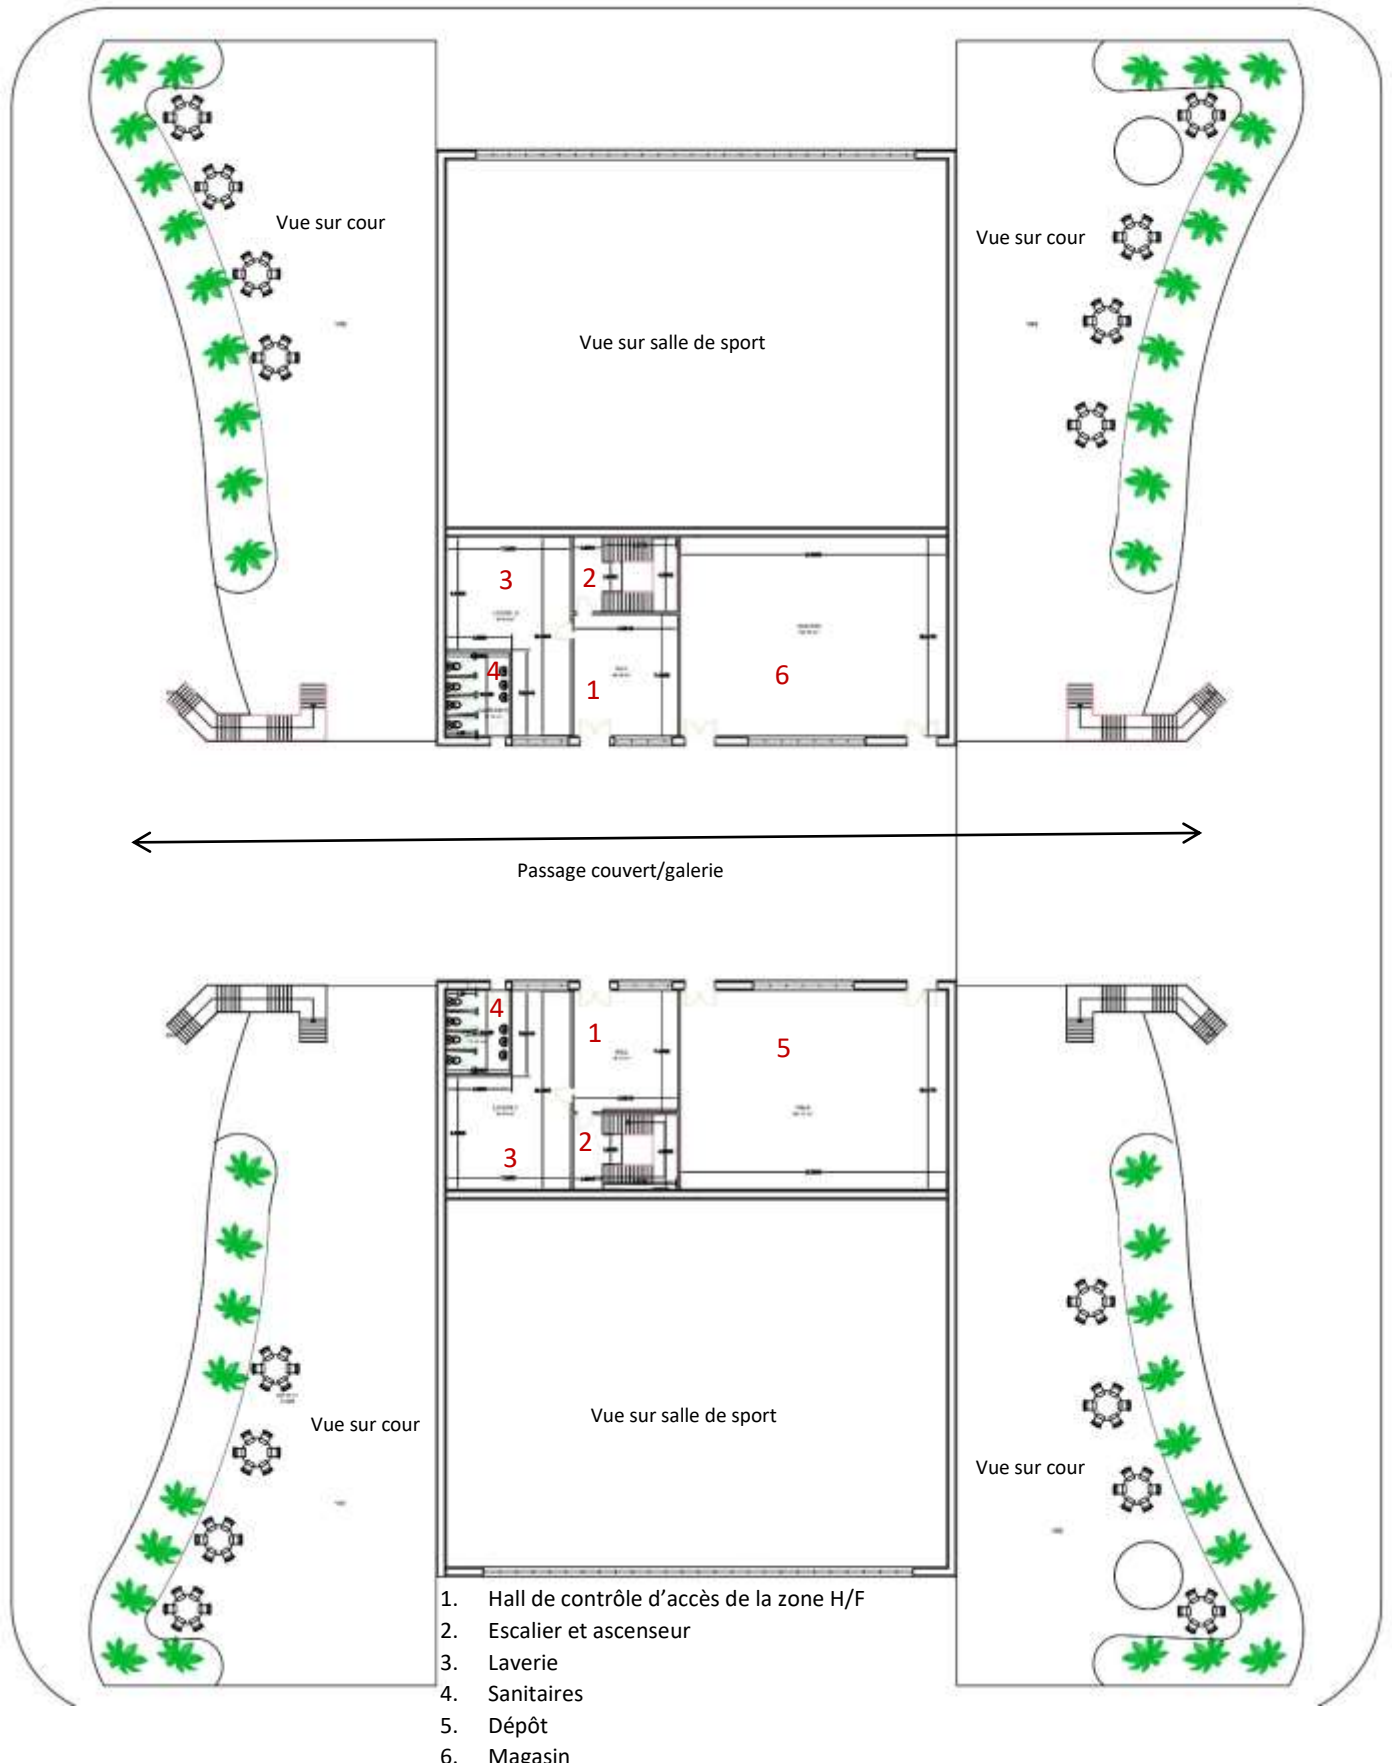 Vue sur cour
Vue sur cour
Vue sur salle de sport
3
2
4
1
6
Passage couvert/galerie
4
1
5
2
3
Vue sur cour
Vue sur salle de sport
Vue sur cour
1. Hall de contrôle d’accès de la zone H/F
2. Escalier et ascenseur
3. Laverie
4. Sanitaires
5. Dépôt
6. Magasin